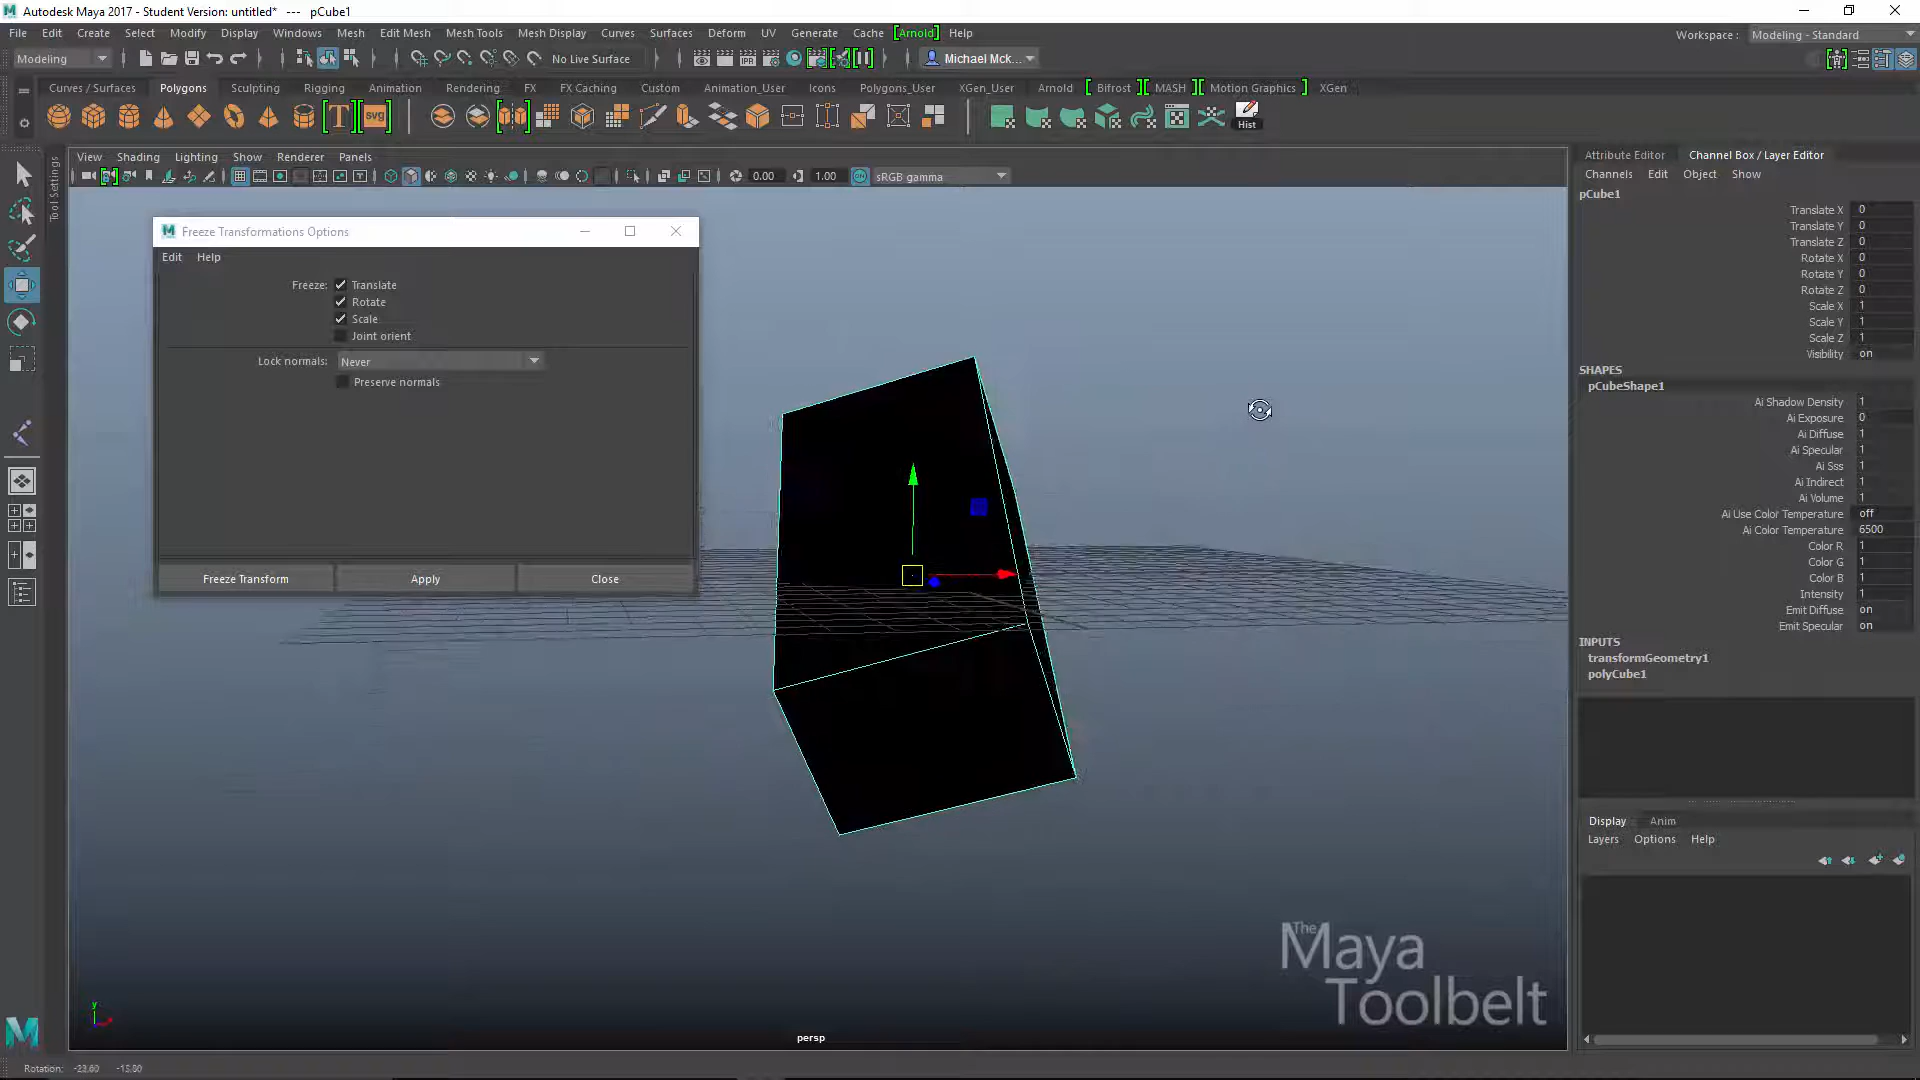 Autodesk Maya 2017 - Student Version: untitled* --- pCube1
File Edit Create Select Modify Display Windows Mesh Edit Mesh Mesh Tools Mesh Display Curves Surfaces Deform UV Generate Cache [Arnold] Help
Workspace : Modeling - Standard
Modeling
No Live Surface
Michael Mck...
Curves / Surfaces Polygons Sculpting Rigging Animation Rendering FX FX Caching Custom Animation_User Icons Polygons_User XGen_User Arnold [ Bifrost ] [ MASH ] [ Motion Graphics ] XGen
T SVG
IPR
Hist
View Shading Lighting Show Renderer Panels
0.00 1.00 ON sRGB gamma
Tool Settings
Freeze Transformations Options
Edit Help
Freeze: Translate
Rotate
Scale
Joint orient
Lock normals: Never
Preserve normals
Freeze Transform Apply Close
Attribute Editor Channel Box / Layer Editor
Channels Edit Object Show
pCube1
Translate X 0
Translate Y 0
Translate Z 0
Rotate X 0
Rotate Y 0
Rotate Z 0
Scale X 1
Scale Y 1
Scale Z 1
Visibility on
SHAPES
pCubeShape1
Ai Shadow Density 1
Ai Exposure 0
Ai Diffuse 1
Ai Specular 1
Ai Sss 1
Ai Indirect 1
Ai Volume 1
Ai Use Color Temperature off
Ai Color Temperature 6500
Color R 1
Color G 1
Color B 1
Intensity 1
Emit Diffuse on
Emit Specular on
INPUTS
transformGeometry1
polyCube1
Display Anim
Layers Options Help
The
Maya
Toolbelt
y
persp
Rotation: -23.60 -15.80